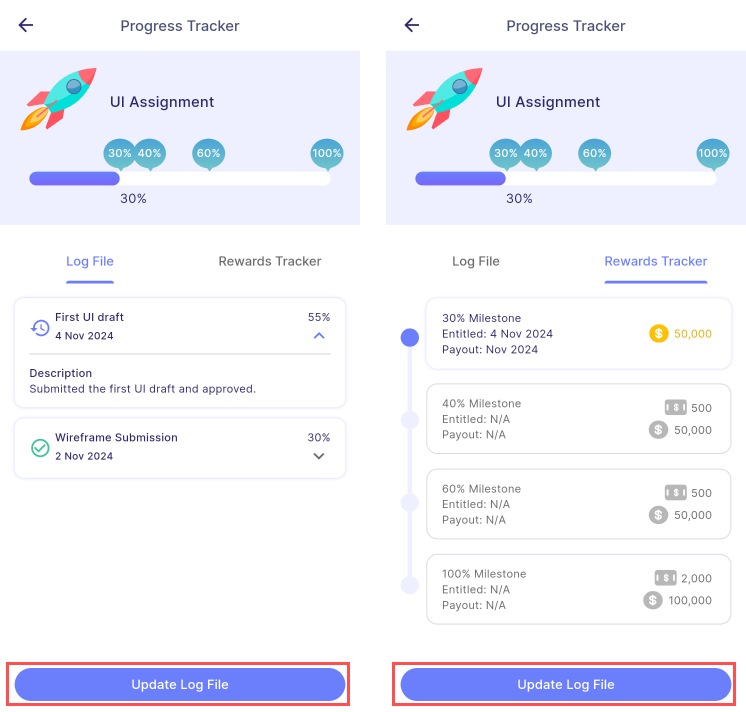 Progress Tracker
UI Assignment
30% 40% 60% 100%
30%
Log File Rewards Tracker
First UI draft 55%
4 Nov 2024
Description
Submitted the first UI draft and approved.
Wireframe Submission 30%
2 Nov 2024
Update Log File
Progress Tracker
UI Assignment
30% 40% 60% 100%
30%
Log File Rewards Tracker
30% Milestone
Entitled: 4 Nov 2024
Payout: Nov 2024
$ 50,000
40% Milestone
Entitled: N/A
Payout: N/A
$ 500
$ 50,000
60% Milestone
Entitled: N/A
Payout: N/A
$ 500
$ 50,000
100% Milestone
Entitled: N/A
Payout: N/A
$ 2,000
$ 100,000
Update Log File